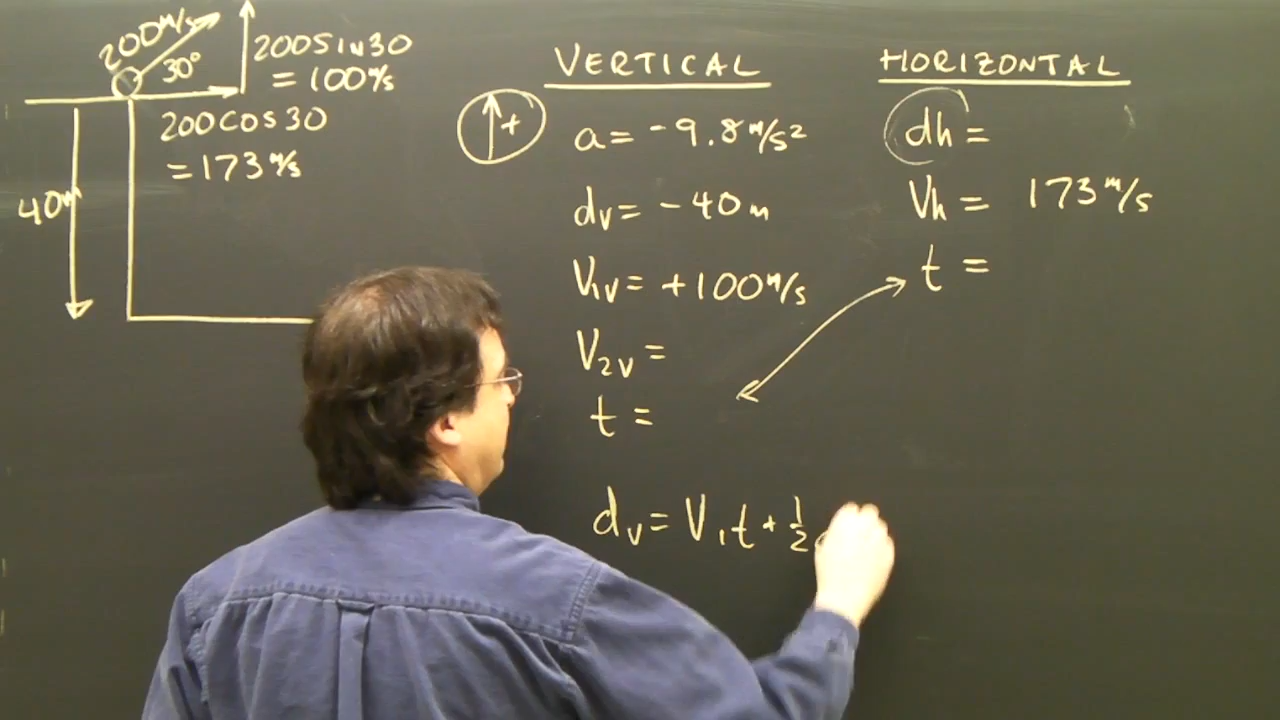 200m/s
30°
200SIN30
= 100m/s
200COS30
= 173m/s
40m
+
VERTICAL
a = -9.8m/s²
dv = -40m
V1v = +100m/s
V2v =
t =
dv = V1t + 1/2
HORIZONTAL
dh =
Vh = 173m/s
t =